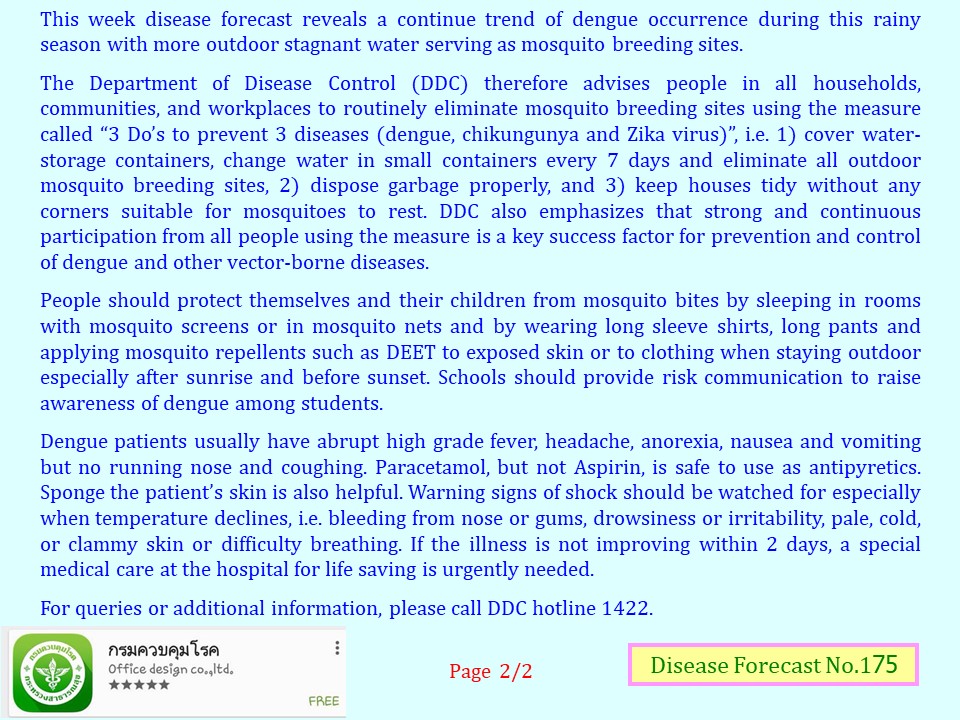 This week disease forecast reveals a continue trend of dengue occurrence during this rainy
season with more outdoor stagnant water serving as mosquito breeding sites.
The Department of Disease Control (DDC) therefore advises people in all households,
communities, and workplaces to routinely eliminate mosquito breeding sites using the measure
called “3 Do’s to prevent 3 diseases (dengue, chikungunya and Zika virus)”, i.e. 1) cover water-
storage containers, change water in small containers every 7 days and eliminate all outdoor
mosquito breeding sites, 2) dispose garbage properly, and 3) keep houses tidy without any
corners suitable for mosquitoes to rest. DDC also emphasizes that strong and continuous
participation from all people using the measure is a key success factor for prevention and control
of dengue and other vector-borne diseases.
People should protect themselves and their children from mosquito bites by sleeping in rooms
with mosquito screens or in mosquito nets and by wearing long sleeve shirts, long pants and
applying mosquito repellents such as DEET to exposed skin or to clothing when staying outdoor
especially after sunrise and before sunset. Schools should provide risk communication to raise
awareness of dengue among students.
Dengue patients usually have abrupt high grade fever, headache, anorexia, nausea and vomiting
but no running nose and coughing. Paracetamol, but not Aspirin, is safe to use as antipyretics.
Sponge the patient’s skin is also helpful. Warning signs of shock should be watched for especially
when temperature declines, i.e. bleeding from nose or gums, drowsiness or irritability, pale, cold,
or clammy skin or difficulty breathing. If the illness is not improving within 2 days, a special
medical care at the hospital for life saving is urgently needed.
For queries or additional information, please call DDC hotline 1422.
กรมควบคุมโรค
Office design co.,ltd.
FREE
Page 2/2
Disease Forecast No.175